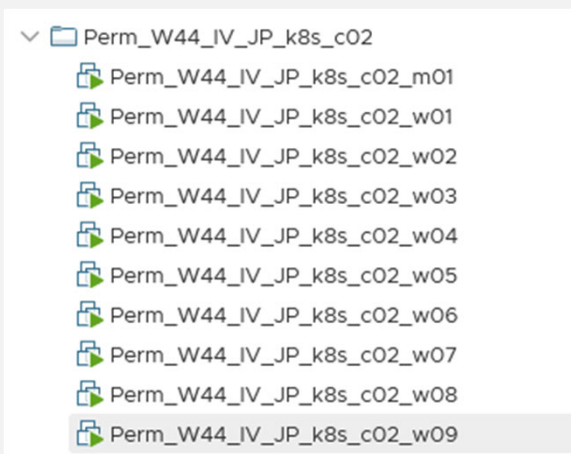 Perm_W44_IV_JP_k8s_c02
Perm_W44_IV_JP_k8s_c02_m01
Perm_W44_IV_JP_k8s_c02_w01
Perm_W44_IV_JP_k8s_c02_w02
Perm_W44_IV_JP_k8s_c02_w03
Perm_W44_IV_JP_k8s_c02_w04
Perm_W44_IV_JP_k8s_c02_w05
Perm_W44_IV_JP_k8s_c02_w06
Perm_W44_IV_JP_k8s_c02_w07
Perm_W44_IV_JP_k8s_c02_w08
Perm_W44_IV_JP_k8s_c02_w09